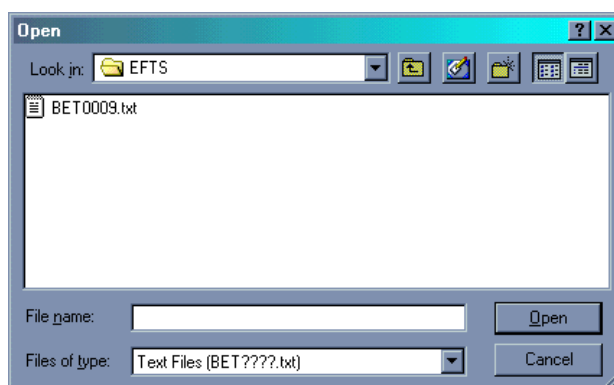 Open
Look in: EFTS
BET0009.txt
File name: Open
Files of type: Text Files (BET????.txt) Cancel